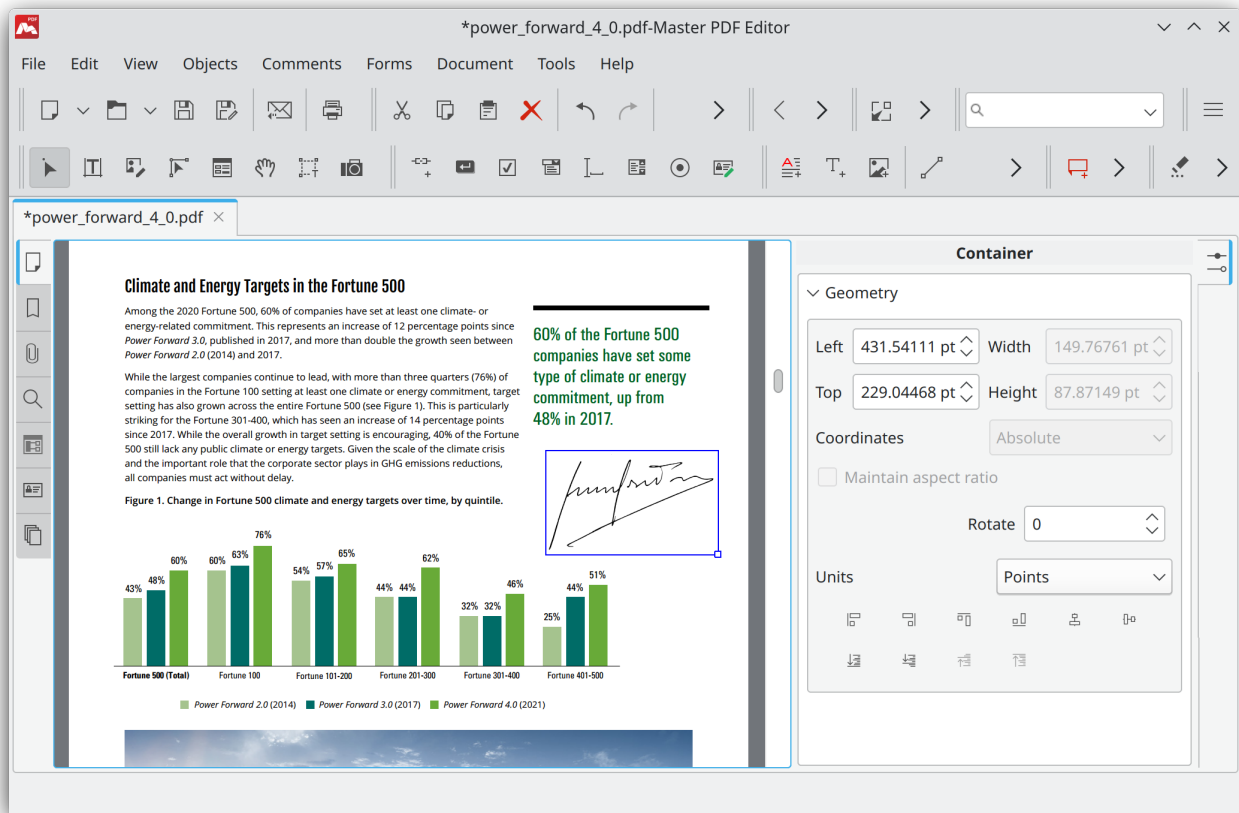 PDF
*power_forward_4_0.pdf-Master PDF Editor
File Edit View Objects Comments Forms Document Tools Help
*power_forward_4_0.pdf
Climate and Energy Targets in the Fortune 500
Among the 2020 Fortune 500, 60% of companies have set at least one climate- or
energy-related commitment. This represents an increase of 12 percentage points since
Power Forward 3.0, published in 2017, and more than double the growth seen between
Power Forward 2.0 (2014) and 2017.
While the largest companies continue to lead, with more than three quarters (76%) of
companies in the Fortune 100 setting at least one climate or energy commitment, target
setting has also grown across the entire Fortune 500 (see Figure 1). This is particularly
striking for the Fortune 301-400, which has seen an increase of 14 percentage points
since 2017. While the overall growth in target setting is encouraging, 40% of the Fortune
500 still lack any public climate or energy targets. Given the scale of the climate crisis
and the important role that the corporate sector plays in GHG emissions reductions,
all companies must act without delay.
60% of the Fortune 500
companies have set some
type of climate or energy
commitment, up from
48% in 2017.
Figure 1. Change in Fortune 500 climate and energy targets over time, by quintile.
43% 48% 60% 60% 63% 76% 54% 57% 65% 44% 44% 62% 32% 32% 46% 25% 44% 51%
Fortune 500 (Total) Fortune 100 Fortune 101-200 Fortune 201-300 Fortune 301-400 Fortune 401-500
Power Forward 2.0 (2014) Power Forward 3.0 (2017) Power Forward 4.0 (2021)
Container
Geometry
Left 431.54111 pt Width 149.76761 pt
Top 229.04468 pt Height 87.87149 pt
Coordinates Absolute
Maintain aspect ratio
Rotate 0
Units Points